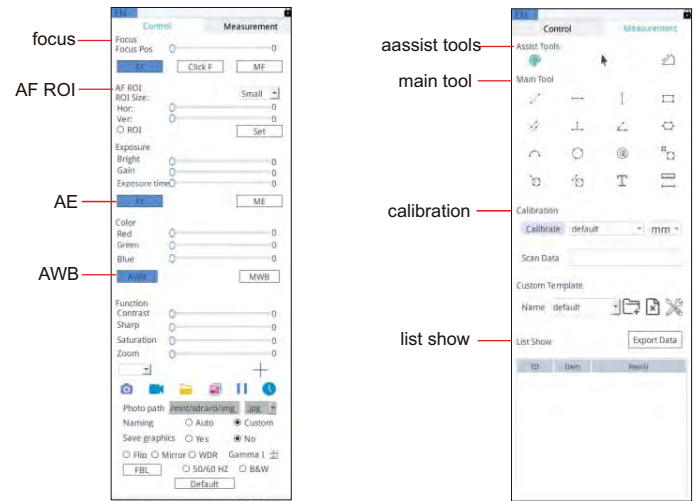 EN
Control Measurement
focus
Focus
Focus Pos 0
AF Click F MF
AF ROI
AF ROI
ROI Size: Small
Hor: 0
Ver: 0
ROI Set
Exposure
Bright 0
Gain 0
Exposure time 0
AE
AE ME
Color
Red 0
Green 0
Blue 0
AWB
AWB MWB
Function
Contrast 0
Sharp 0
Saturation 0
Zoom 0
Photo path /mnt/sdcard/img .jpg
Naming Auto Custom
Save graphics Yes No
Flip Mirror WDR Gamma 1
FBL 50/60 HZ B&W
Default
EN
Control Measurement
aassist tools
Assist Tools
main tool
Main Tool
T
calibration
Calibration
Calibrate default mm
Scan Data
Custom Template
Name default
list show
List Show Export Data
ID Item Result